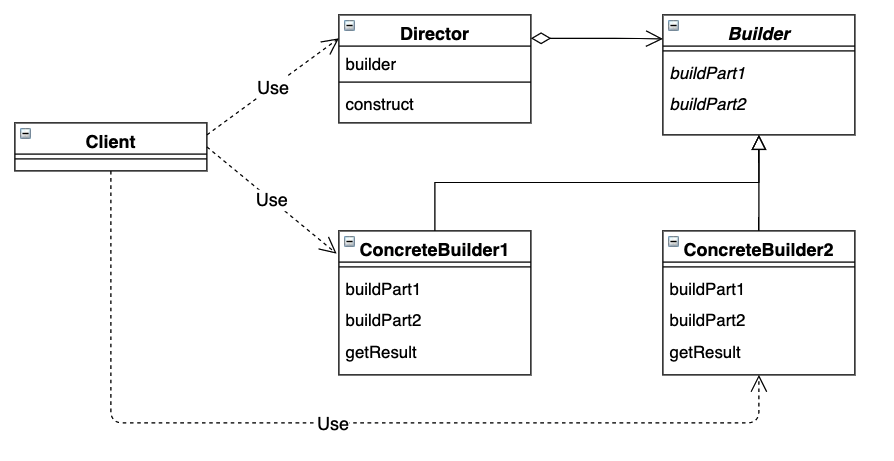 Director
builder
construct
Builder
buildPart1
buildPart2
Use
Client
Use
ConcreteBuilder1
buildPart1
buildPart2
getResult
ConcreteBuilder2
buildPart1
buildPart2
getResult
Use